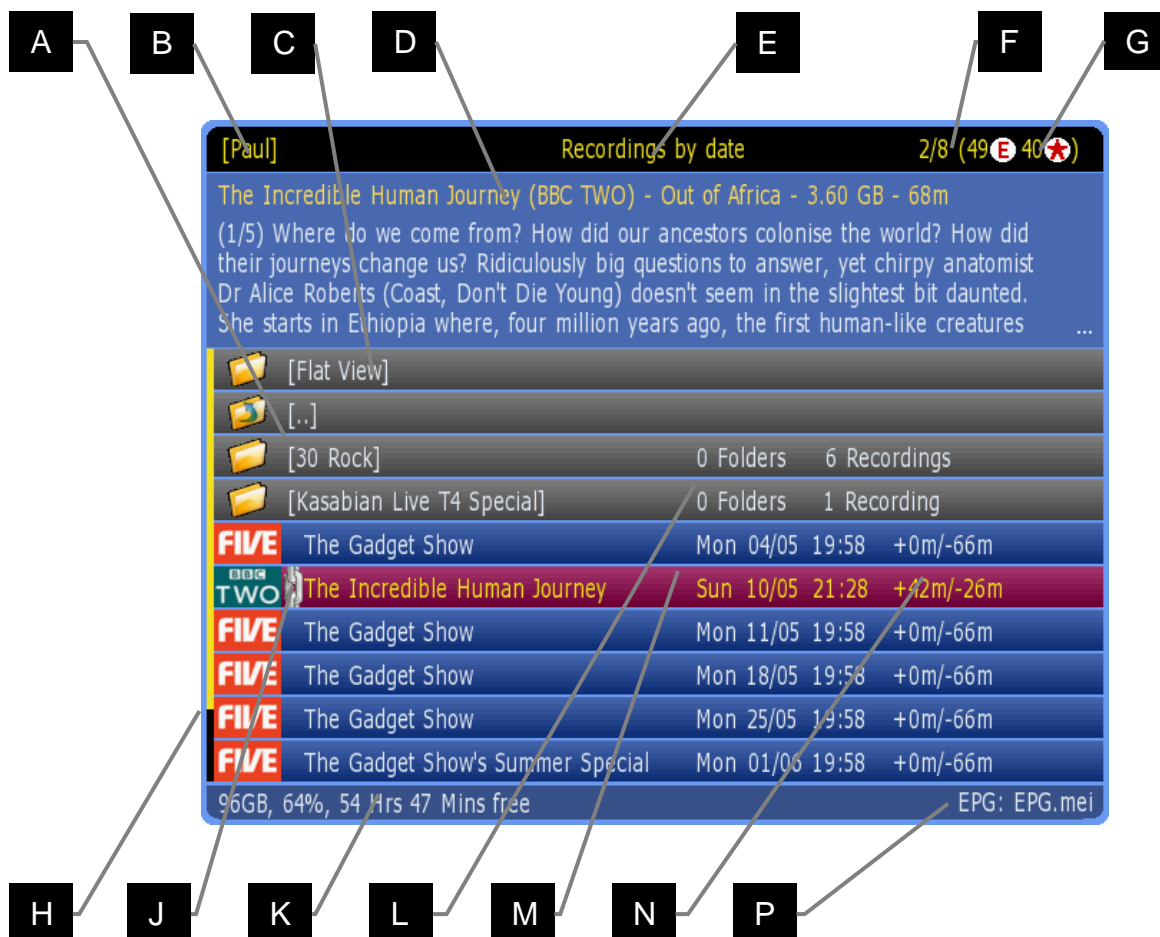 A B C D E F G
[Paul] Recordings by date 2/8 (49 E 40 )
The Incredible Human Journey (BBC TWO) - Out of Africa - 3.60 GB - 68m
(1/5) Where do we come from? How did our ancestors colonise the world? How did
their journeys change us? Ridiculously big questions to answer, yet chirpy anatomist
Dr Alice Roberts (Coast, Don't Die Young) doesn't seem in the slightest bit daunted.
She starts in Ethiopia where, four million years ago, the first human-like creatures ...
[Flat View]
[..]
[30 Rock] 0 Folders 6 Recordings
[Kasabian Live T4 Special] 0 Folders 1 Recording
FIVE The Gadget Show Mon 04/05 19:58 +0m/-66m
BBC TWO The Incredible Human Journey Sun 10/05 21:28 +42m/-26m
FIVE The Gadget Show Mon 11/05 19:58 +0m/-66m
FIVE The Gadget Show Mon 18/05 19:58 +0m/-66m
FIVE The Gadget Show Mon 25/05 19:58 +0m/-66m
FIVE The Gadget Show's Summer Special Mon 01/06 19:58 +0m/-66m
96GB, 64%, 54 Hrs 47 Mins free EPG: EPG.mei
H J K L M N P